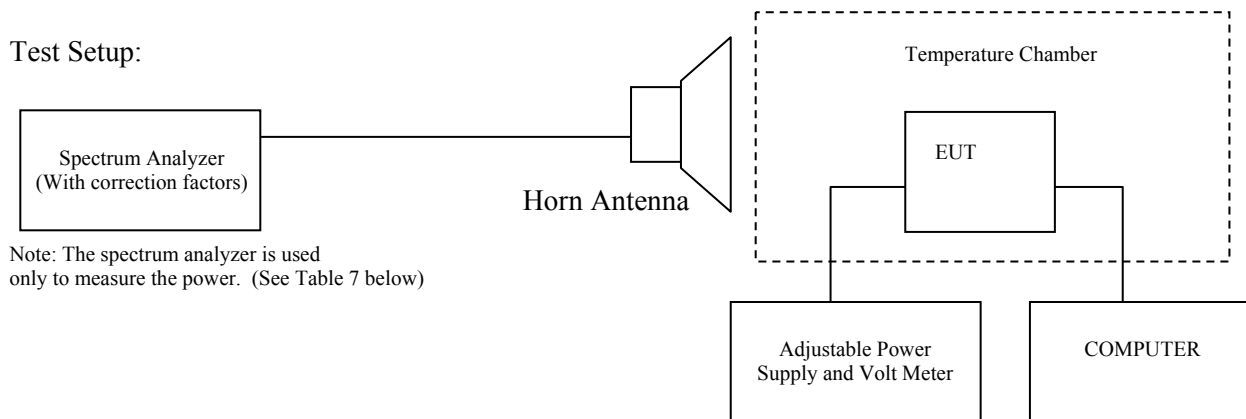 Test Setup:
Temperature Chamber
Spectrum Analyzer
(With correction factors)
EUT
Horn Antenna
Note: The spectrum analyzer is used
only to measure the power.  (See Table 7 below)
Adjustable Power
Supply and Volt Meter
COMPUTER